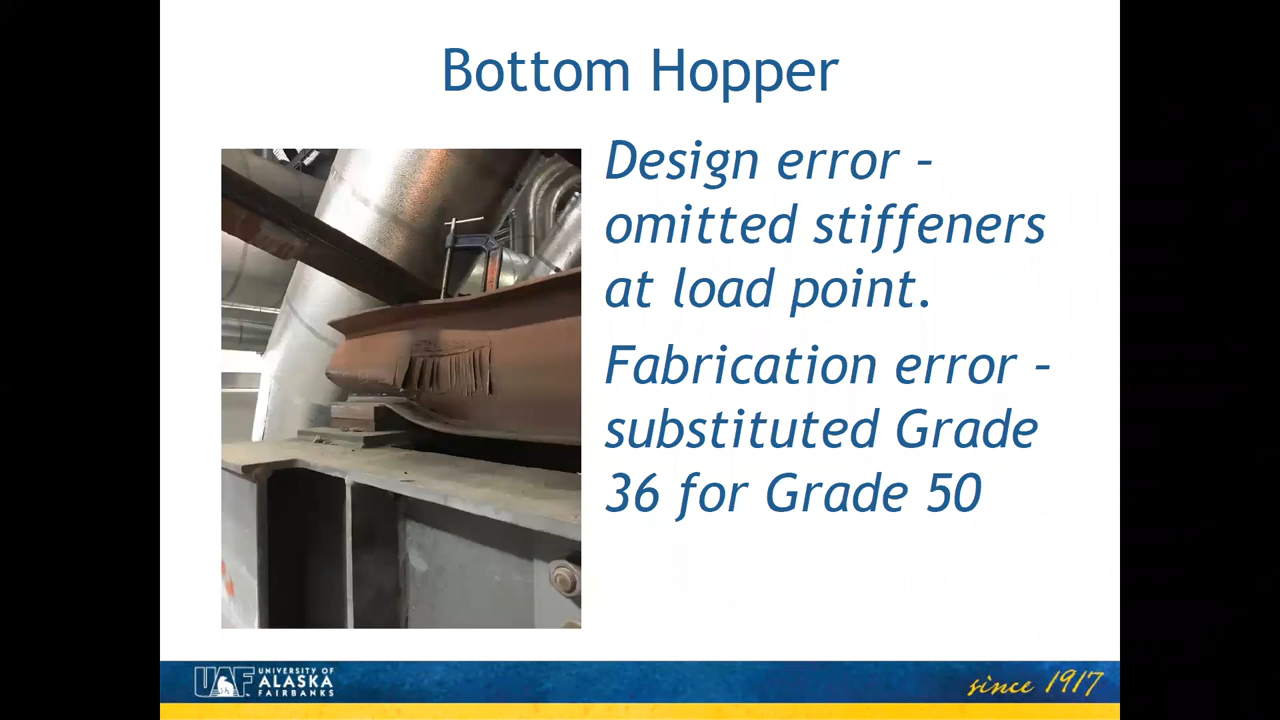 Bottom Hopper
Design error –
omitted stiffeners
at load point.
Fabrication error –
substituted Grade
36 for Grade 50
UAF
UNIVERSITY OF
ALASKA
FAIRBANKS
since 1917